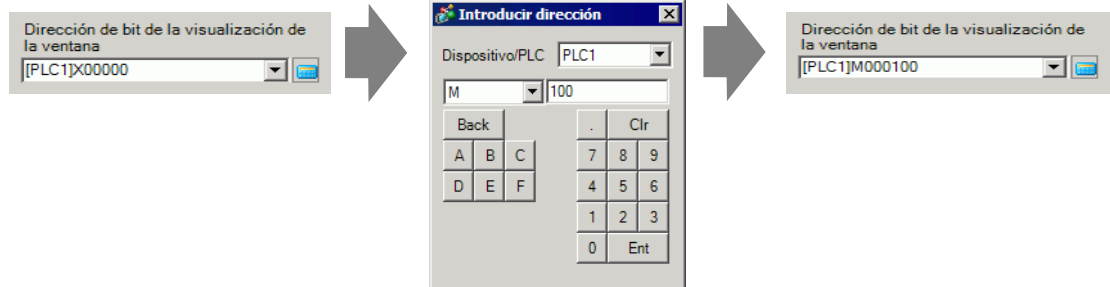 Dirección de bit de la visualización de
la ventana
[PLC1]X00000
Introducir dirección
Dispositivo/PLC PLC1
M 100
Back . Clr
A B C 7 8 9
D E F 4 5 6
1 2 3
0 Ent
Dirección de bit de la visualización de
la ventana
[PLC1]M000100